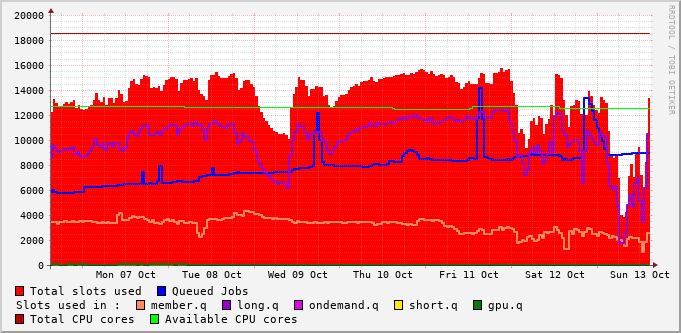 20000
18000
16000
14000
12000
10000
8000
6000
4000
2000
0
Mon 07 Oct Tue 08 Oct Wed 09 Oct Thu 10 Oct Fri 11 Oct Sat 12 Oct Sun 13 Oct
Total slots used Queued Jobs
Slots used in : member.q long.q ondemand.q short.q gpu.q
Total CPU cores Available CPU cores
RRDTOOL / TOBI OETIKER